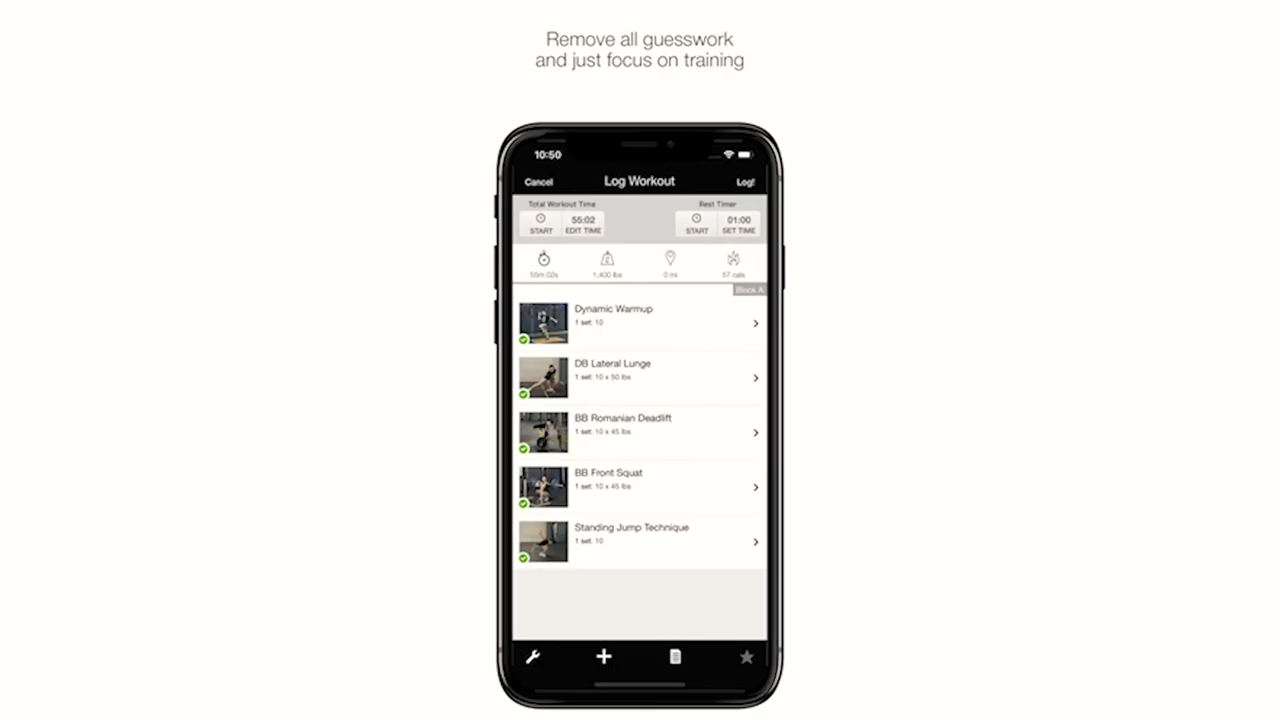 Remove all guesswork
and just focus on training
10:50
Cancel
Log Workout
Log!
Total Workout Time
Rest Timer
START
55:02
EDIT TIME
START
01:00
SET TIME
55m 02s
1,400 lbs
0 mi
57 cals
Block A
Dynamic Warmup
1 set: 10
DB Lateral Lunge
1 set: 10 x 50 lbs
BB Romanian Deadlift
1 set: 10 x 45 lbs
BB Front Squat
1 set: 10 x 45 lbs
Standing Jump Technique
1 set: 10